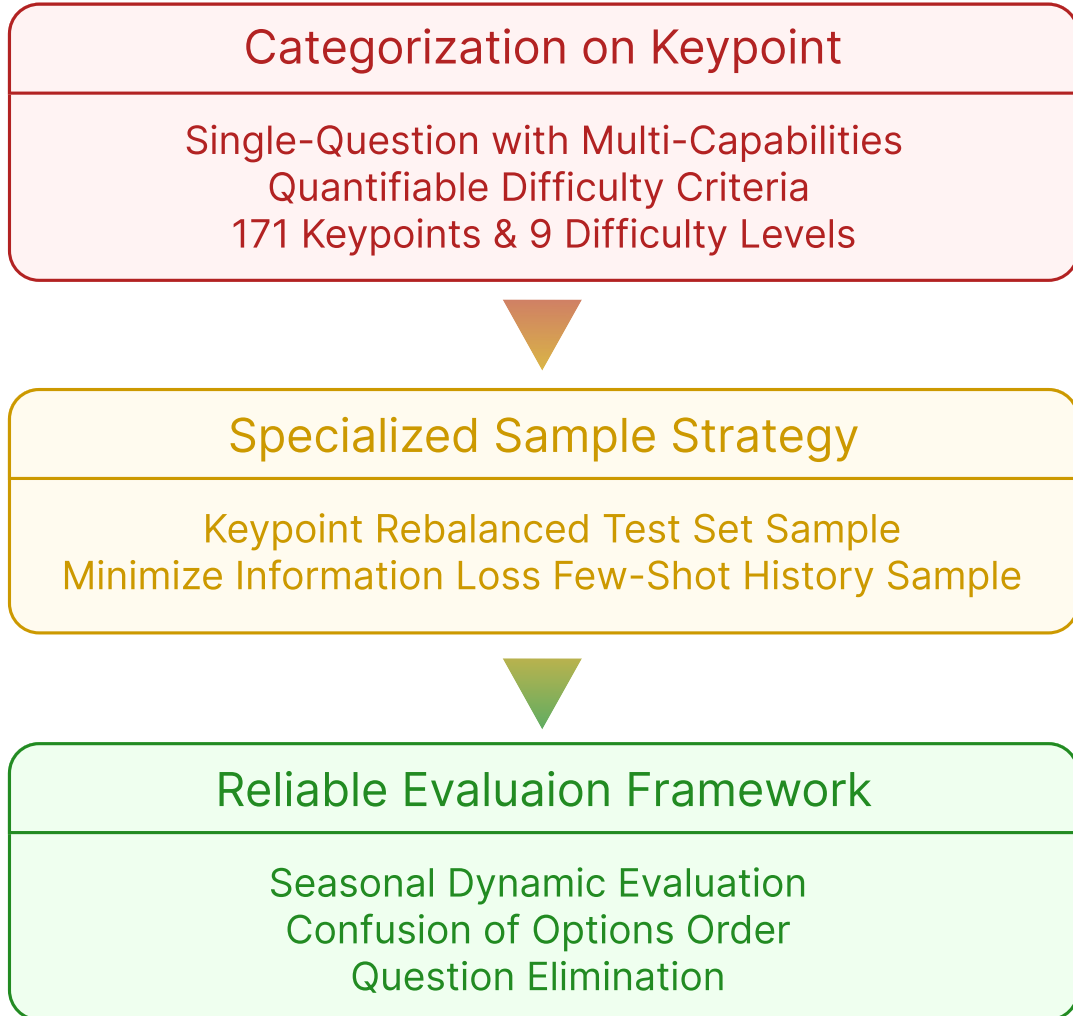 Categorization on Keypoint
Single-Question with Multi-Capabilities
Quantifiable Difficulty Criteria
171 Keypoints & 9 Difficulty Levels
Specialized Sample Strategy
Keypoint Rebalanced Test Set Sample
Minimize Information Loss Few-Shot History Sample
Reliable Evaluaion Framework
Seasonal Dynamic Evaluation
Confusion of Options Order
Question Elimination